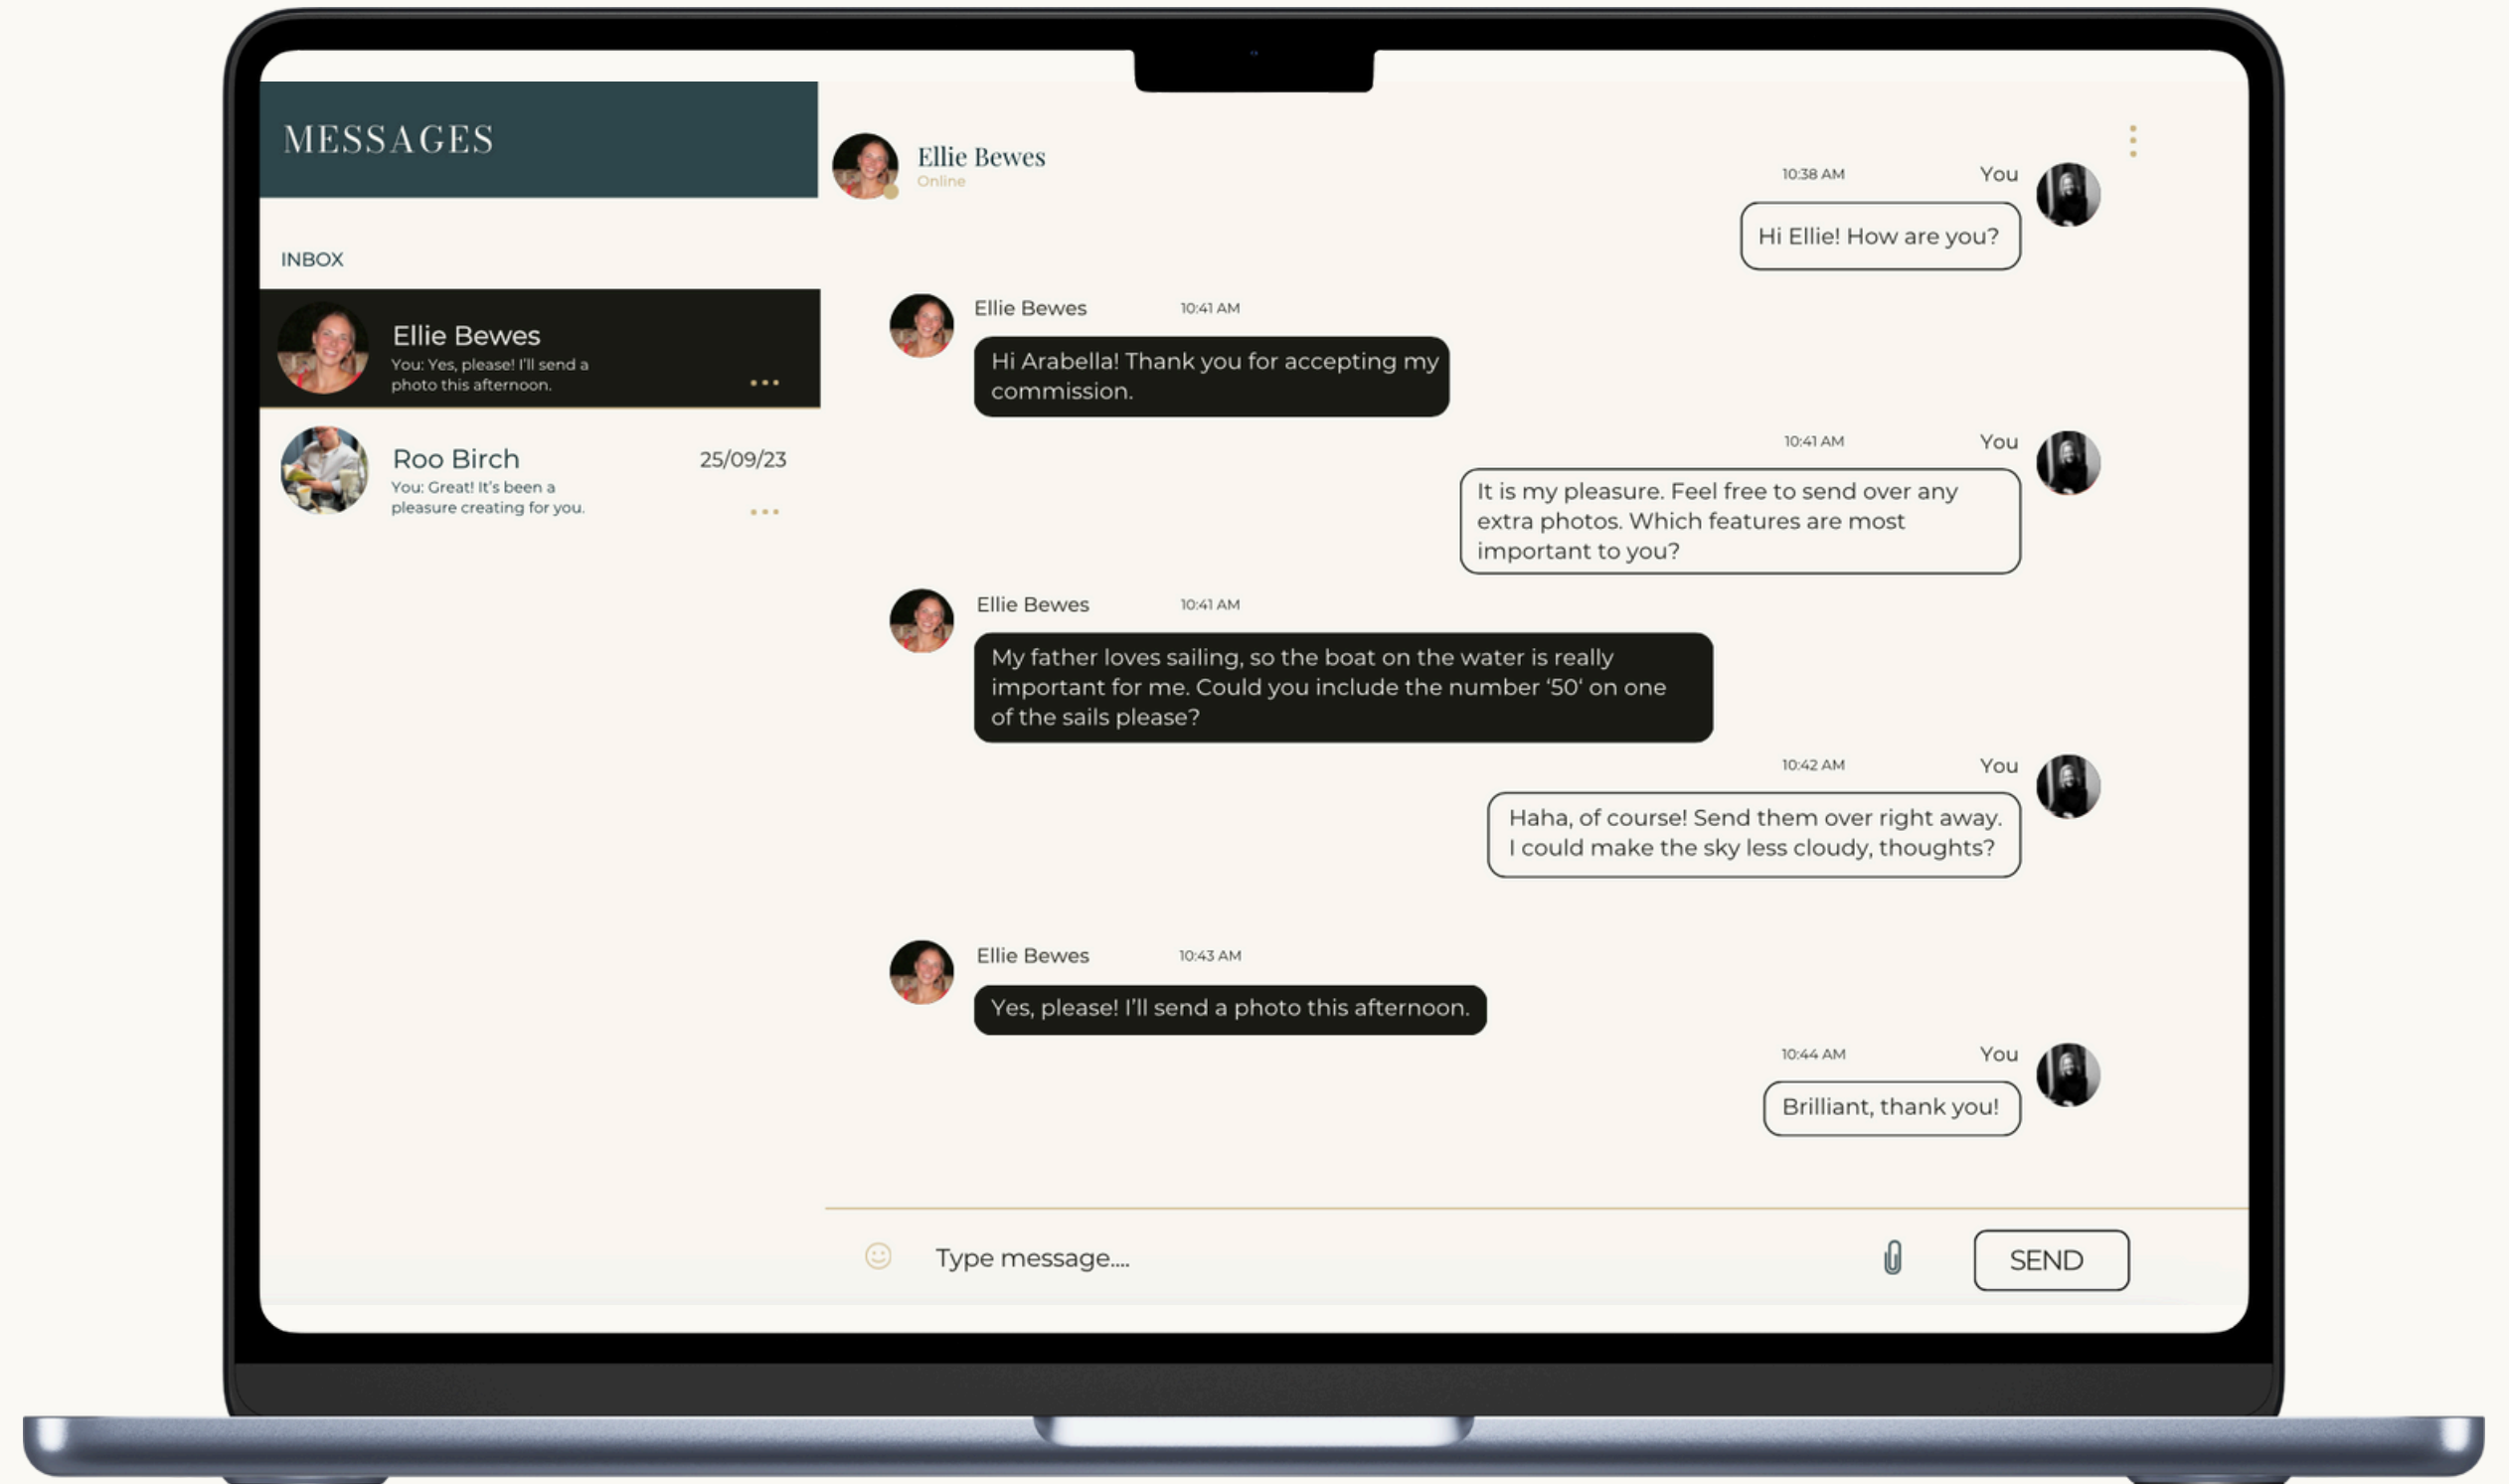 MESSAGES
INBOX
Ellie Bewes
You: Yes, please! I'll send a
photo this afternoon.
Roo Birch
25/09/23
You: Great! It's been a
pleasure creating for you.
Ellie Bewes
Online
10:38 AM
You
Hi Ellie! How are you?
Ellie Bewes
10:41 AM
Hi Arabella! Thank you for accepting my
commission.
10:41 AM
You
It is my pleasure. Feel free to send over any
extra photos. Which features are most
important to you?
Ellie Bewes
10:41 AM
My father loves sailing, so the boat on the water is really
important for me. Could you include the number ‘50‘ on one
of the sails please?
10:42 AM
You
Haha, of course! Send them over right away.
I could make the sky less cloudy, thoughts?
Ellie Bewes
10:43 AM
Yes, please! I'll send a photo this afternoon.
10:44 AM
You
Brilliant, thank you!
Type message....
SEND